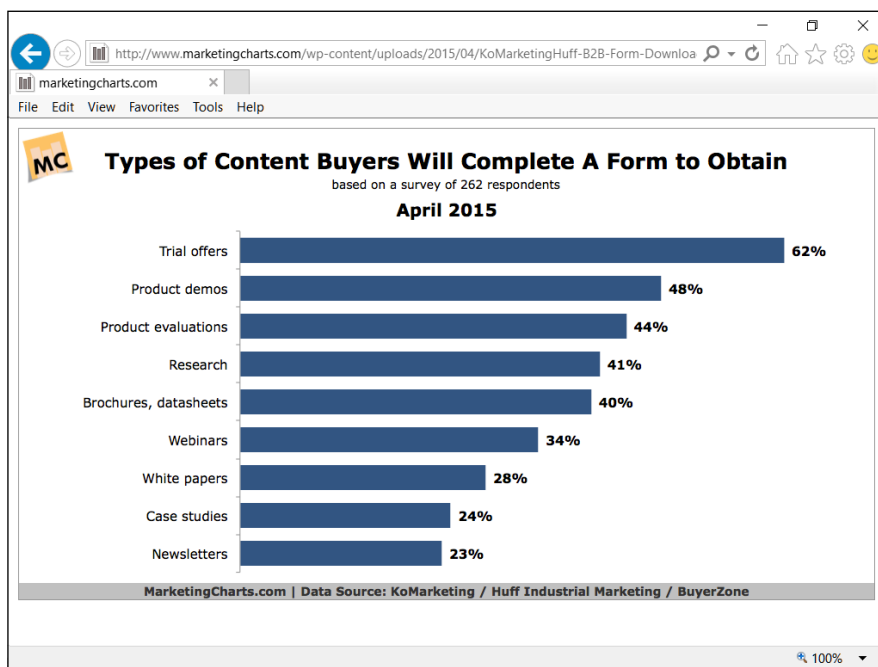 http://www.marketingcharts.com/wp-content/uploads/2015/04/KoMarketingHuff-B2B-Form-Downloa
marketingcharts.com
File Edit View Favorites Tools Help
MC
Types of Content Buyers Will Complete A Form to Obtain
based on a survey of 262 respondents
April 2015
Trial offers 62%
Product demos 48%
Product evaluations 44%
Research 41%
Brochures, datasheets 40%
Webinars 34%
White papers 28%
Case studies 24%
Newsletters 23%
MarketingCharts.com | Data Source: KoMarketing / Huff Industrial Marketing / BuyerZone
100%